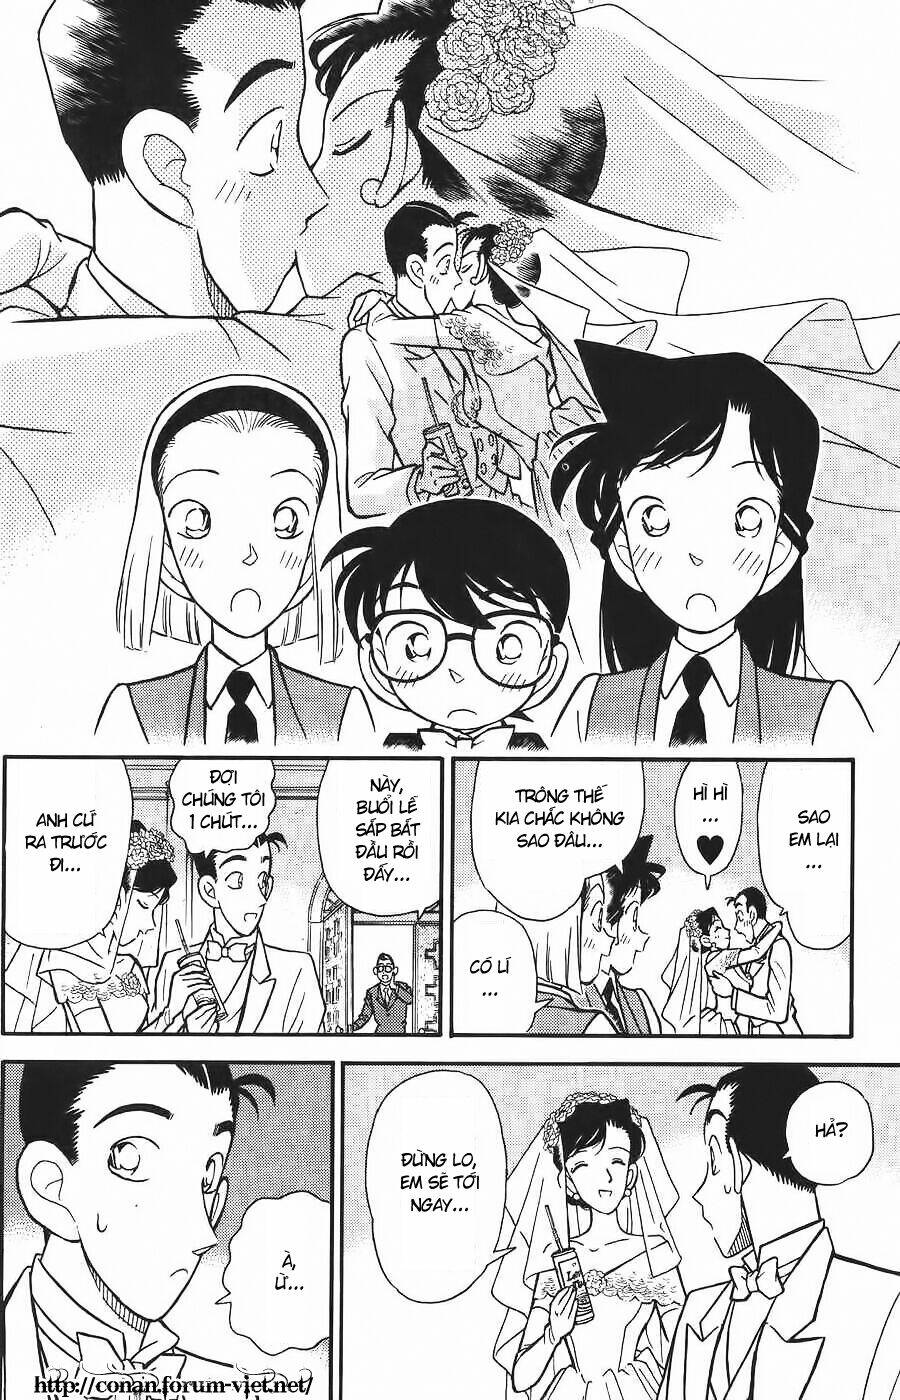 SAO
EM LẠI
...
HÌ HÌ
...
TRÔNG THẾ
KIA CHẮC KHÔNG
SAO ĐÂU...
CÓ LÍ
...
NÀY,
BUỔI LỄ
SẮP BẮT
ĐẦU RỒI
ĐẤY...
ĐỢI
CHÚNG TÔI
1 CHÚT...
ANH CỨ
RA TRƯỚC
ĐI...
HẢ?
ĐỪNG LO,
EM SẼ TỚI
NGAY...
À,
Ừ...
http://conan.forum-viet.net/